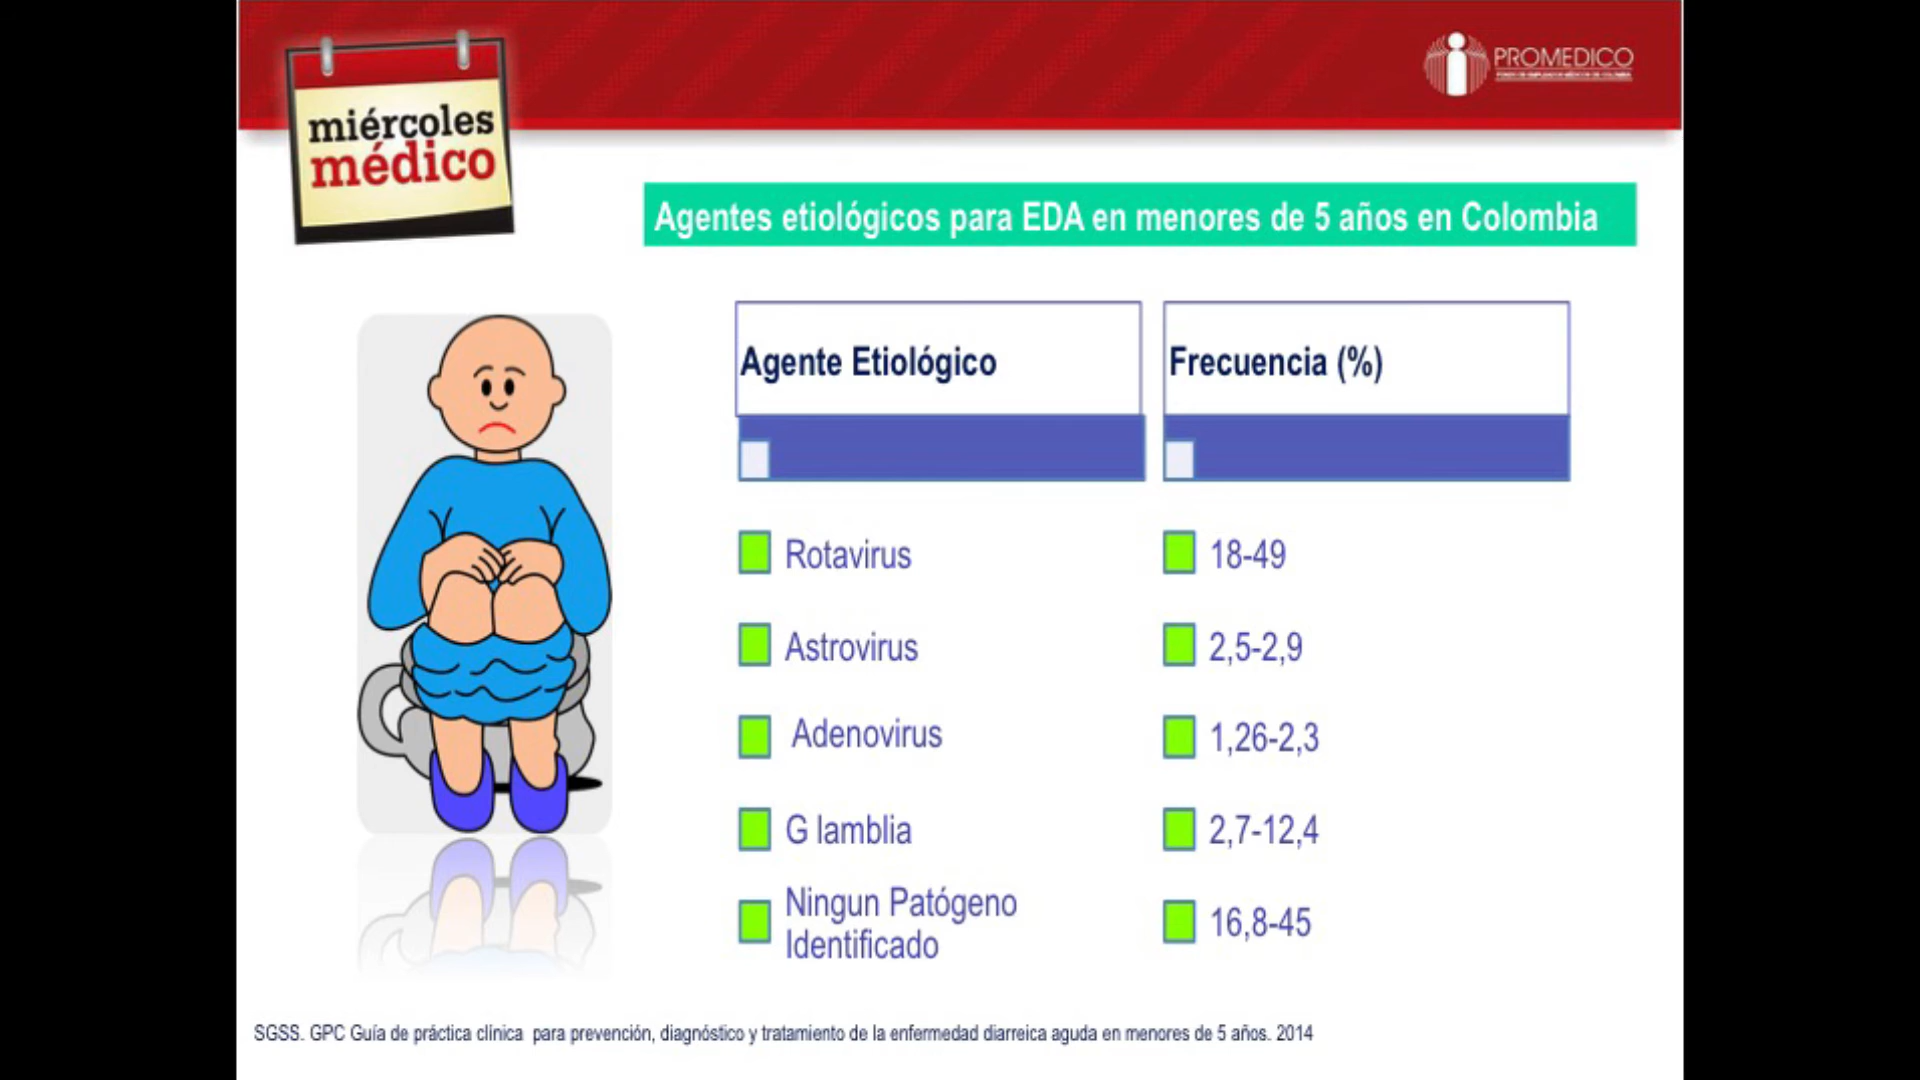 miércoles
médico
PROMEDICO
Agentes etiológicos para EDA en menores de 5 años en Colombia
Agente Etiológico
Frecuencia (%)
Rotavirus
18-49
Astrovirus
2,5-2,9
Adenovirus
1,26-2,3
G lamblia
2,7-12,4
Ningun Patógeno
Identificado
16,8-45
SGSS. GPC Guía de práctica clínica para prevención, diagnóstico y tratamiento de la enfermedad diarreica aguda en menores de 5 años. 2014